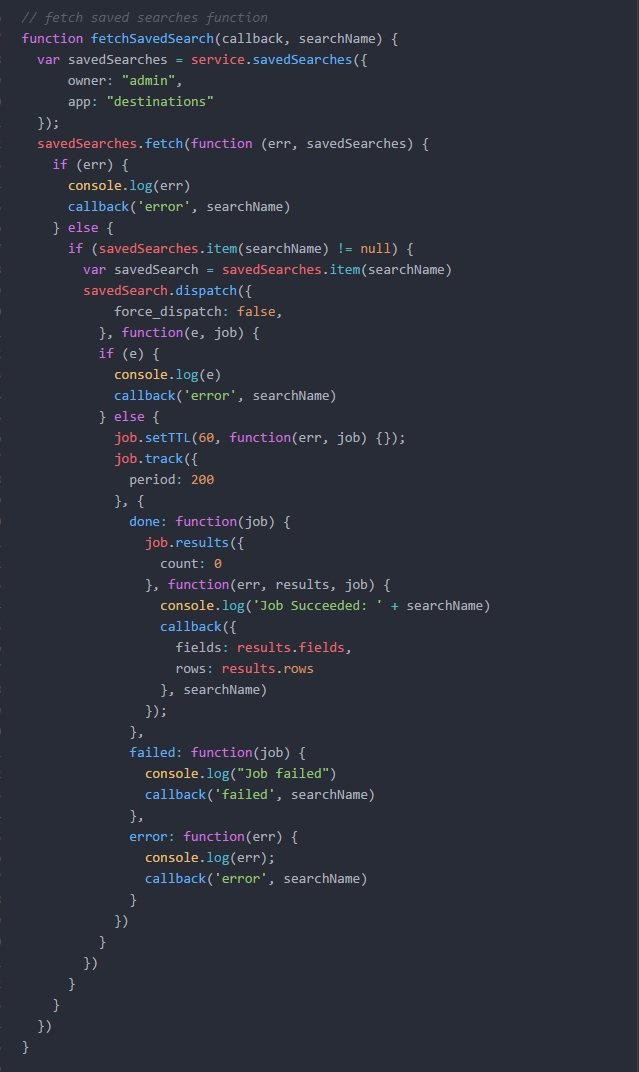 // fetch saved searches function
function fetchSavedSearch(callback, searchName) {
  var savedSearches = service.savedSearches({
      owner: "admin",
      app: "destinations"
  });
  savedSearches.fetch(function (err, savedSearches) {
    if (err) {
      console.log(err)
      callback('error', searchName)
    } else {
      if (savedSearches.item(searchName) != null) {
        var savedSearch = savedSearches.item(searchName)
        savedSearch.dispatch({
            force_dispatch: false,
          }, function(e, job) {
          if (e) {
            console.log(e)
            callback('error', searchName)
          } else {
            job.setTTL(60, function(err, job) {});
            job.track({
              period: 200
            }, {
              done: function(job) {
                job.results({
                  count: 0
                }, function(err, results, job) {
                  console.log('Job Succeeded: ' + searchName)
                  callback({
                    fields: results.fields,
                    rows: results.rows
                  }, searchName)
                });
              },
              failed: function(job) {
                console.log("Job failed")
                callback('failed', searchName)
              },
              error: function(err) {
                console.log(err);
                callback('error', searchName)
              }
            })
          }
        })
      }
    }
  })
}